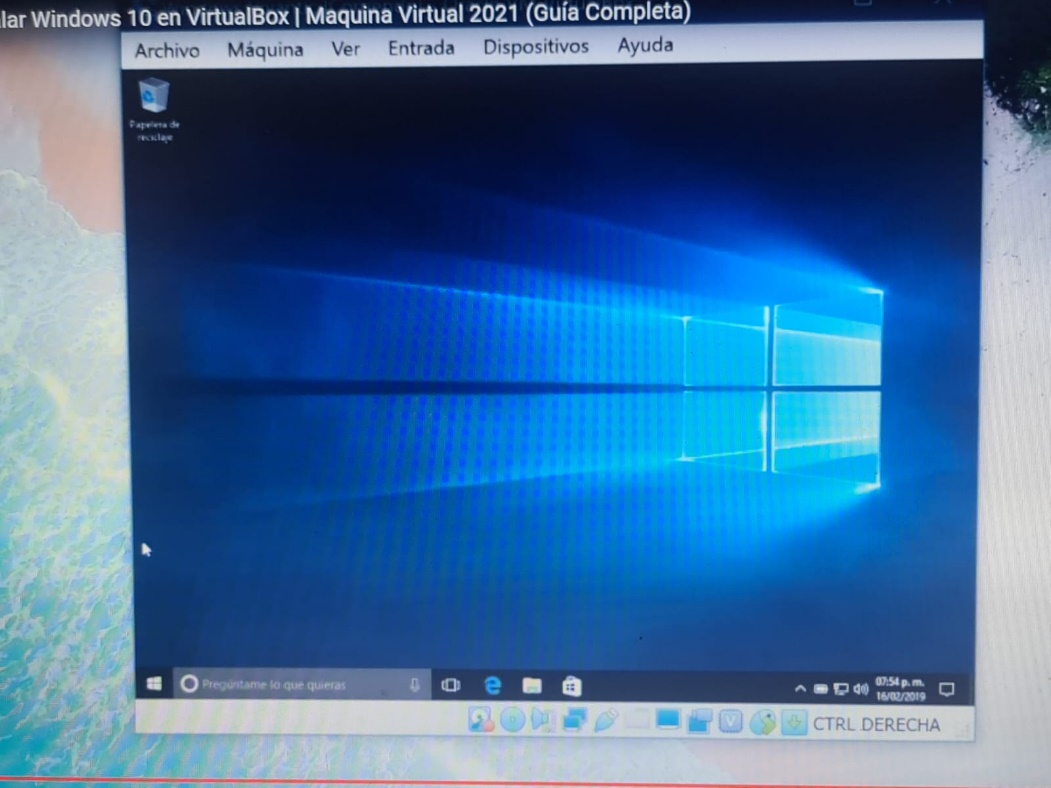 lar Windows 10 en VirtualBox | Maquina Virtual 2021 (Guía Completa)
Archivo Máquina Ver Entrada Dispositivos Ayuda
Papelera de
reciclaje
Pregúntame lo que quieras
07:54 p. m.
16/02/2019
CTRL DERECHA